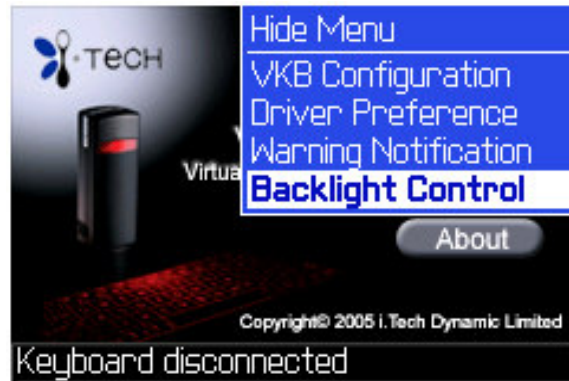 i·Tech
Hide Menu
VKB Configuration
Driver Preference
Warning Notification
Backlight Control
About
Copyright© 2005 i.Tech Dynamic Limited
Keyboard disconnected